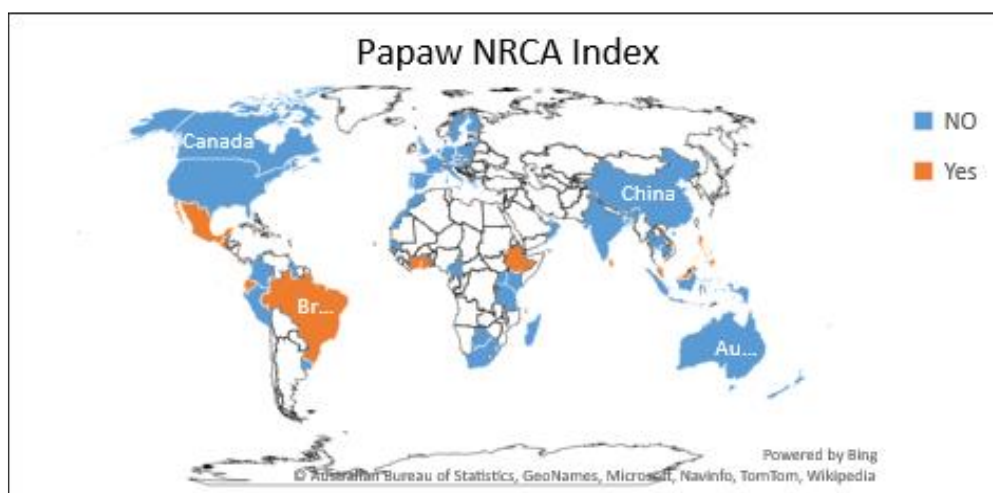 Papaw NRCA Index
NO
Yes
Canada
China
Br...
Au...
Powered by Bing
© Australian Bureau of Statistics, GeoNames, Microsoft, Navinfo, TomTom, Wikipedia